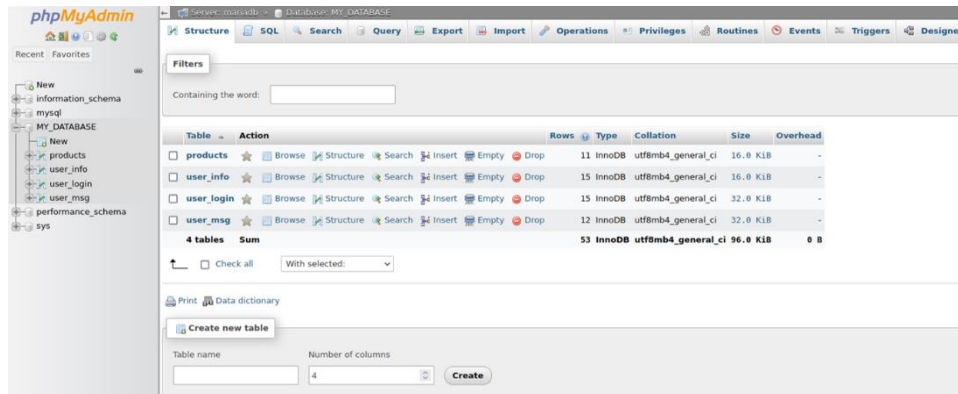 phpMyAdmin
Recent Favorites
New
information_schema
mysql
MY_DATABASE
New
products
user_info
user_login
user_msg
performance_schema
sys
Server: mariadb » Database: MY_DATABASE
Structure SQL Search Query Export Import Operations Privileges Routines Events Triggers Designe
Filters
Containing the word:
Table Action Rows Type Collation Size Overhead
products Browse Structure Search Insert Empty Drop 11 InnoDB utf8mb4_general_ci 16.0 KiB -
user_info Browse Structure Search Insert Empty Drop 15 InnoDB utf8mb4_general_ci 16.0 KiB -
user_login Browse Structure Search Insert Empty Drop 15 InnoDB utf8mb4_general_ci 32.0 KiB -
user_msg Browse Structure Search Insert Empty Drop 12 InnoDB utf8mb4_general_ci 32.0 KiB -
4 tables Sum 53 InnoDB utf8mb4_general_ci 96.0 KiB 0 B
Check all With selected:
Print Data dictionary
Create new table
Table name Number of columns
4 Create